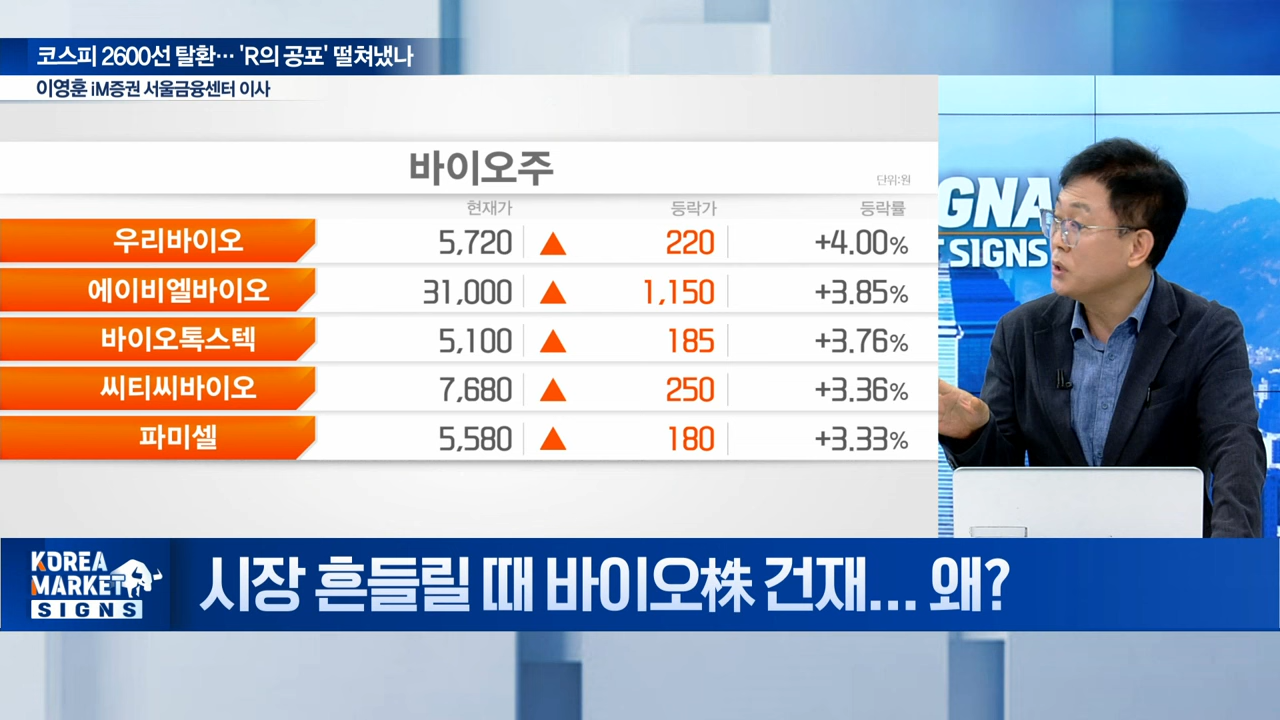 코스피 2600선 탈환… 'R의 공포' 떨쳐냈나
이영훈 iM증권 서울금융센터 이사
바이오주
단위:원
현재가 등락가 등락률
우리바이오 5,720 ▲ 220 +4.00%
에이비엘바이오 31,000 ▲ 1,150 +3.85%
바이오톡스텍 5,100 ▲ 185 +3.76%
씨티씨바이오 7,680 ▲ 250 +3.36%
파미셀 5,580 ▲ 180 +3.33%
GNA
SIGNS
KOREA
MARKET
SIGNS
시장 흔들릴 때 바이오株 건재... 왜?